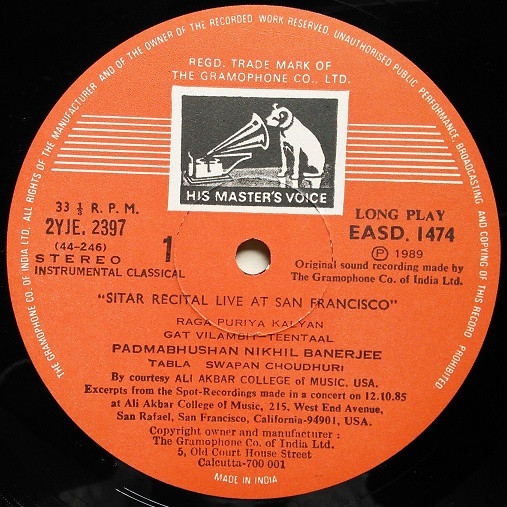 ALL RIGHTS OF THE MANUFACTURER AND OF THE OWNER OF THE RECORDED WORK RESERVED, UNAUTHORISED PUBLIC PERFORMANCE, BROADCASTING AND COPYING OF THIS RECORD PROHIBITED
THE GRAMOPHONE CO. OF INDIA LTD.
REGD. TRADE MARK OF
THE GRAMOPHONE CO., LTD.
HIS MASTER'S VOICE
33 ⅓ R. P. M.
2YJE. 2397
(44-246)
STEREO
INSTRUMENTAL CLASSICAL
1
LONG PLAY
EASD. 1474
Ⓟ 1989
Original sound recording made by
The Gramophone Co. of India Ltd.
"SITAR RECITAL LIVE AT SAN FRANCISCO"
RAGA PURIYA KALYAN
GAT VILAMBIT-TEENTAAL
PADMABHUSHAN NIKHIL BANERJEE
TABLA SWAPAN CHOUDHURI
By courtesy ALI AKBAR COLLEGE of MUSIC, USA.
Excerpts from the Spot-Recordings made in a concert on 12.10.85
at Ali Akbar College of Music, 215, West End Avenue,
San Rafael, San Francisco, California-94901, USA.
Copyright owner and manufacturer :
The Gramophone Co. of India Ltd.
5, Old Court House Street
Calcutta-700 001
MADE IN INDIA